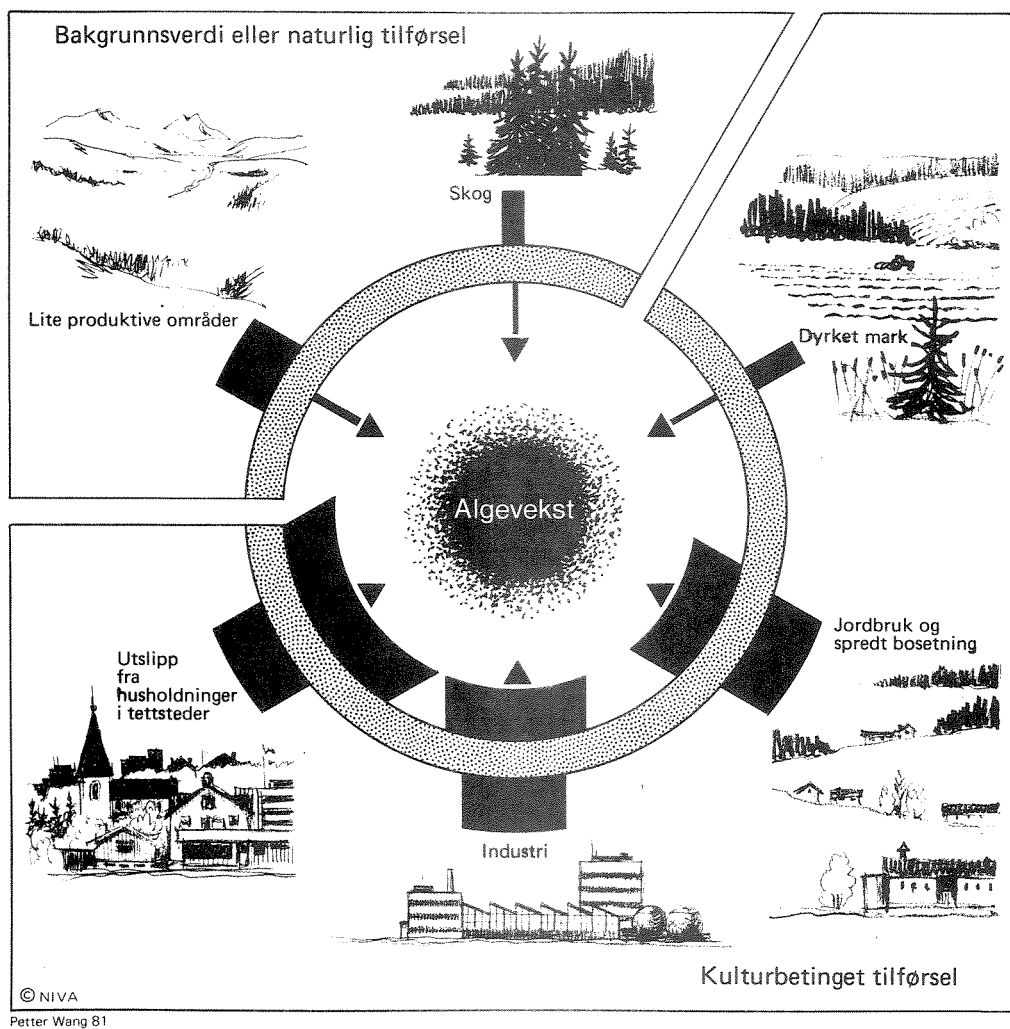 Bakgrunnsverdi eller naturlig tilførsel
Skog
Lite produktive områder
Dyrket mark
Algevekst
Jordbruk og
spredt bosetning
Utslipp
fra
husholdninger
i tettsteder
Industri
Kulturbetinget tilførsel
© NIVA
Petter Wang 81